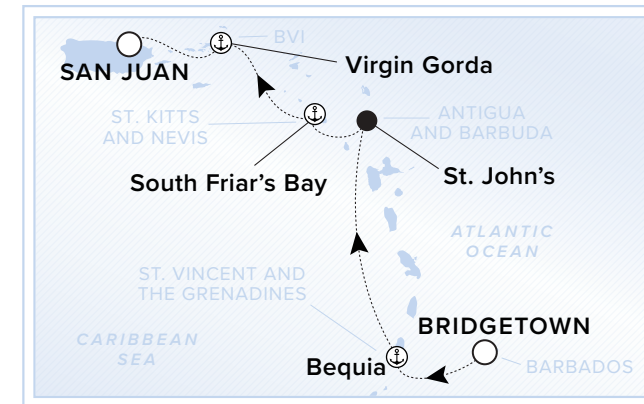 BVI
SAN JUAN
Virgin Gorda
ST. KITTS
AND NEVIS
ANTIGUA
AND BARBUDA
South Friar's Bay
St. John's
ATLANTIC
OCEAN
ST. VINCENT AND
THE GRENADINES
CARIBBEAN
SEA
BRIDGETOWN
Bequia
BARBADOS